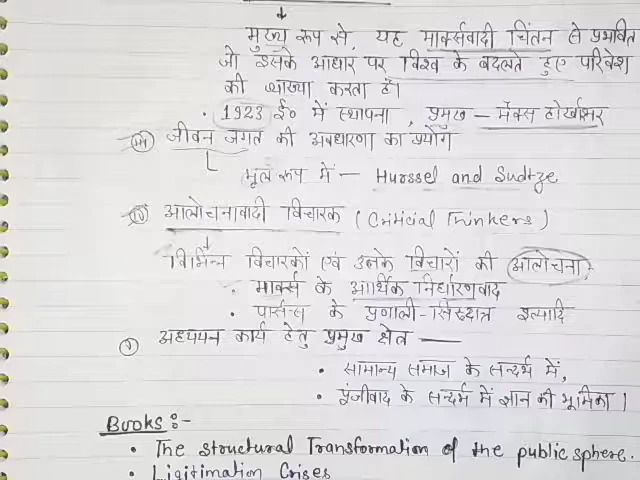 मुख्य रूप से, यह मार्क्सवादी चिंतन से प्रभावित
जो इसके आधार पर विश्व के बदलते हुए परिवेश
की व्याख्या करता है।
• 1923 ई० में स्थापना, प्रमुख - मैक्स होर्खाइमर
(iii) जीवन जगत की अवधारणा का प्रयोग
मूल रूप में - Hurssel and Sudtze
(iv) आलोचनावादी विचारक (Criticial Thinkers)
विभिन्न विचारकों एवं उनके विचारों की आलोचना,
• मार्क्स के आर्थिक निर्धारणवाद
• पार्सन्स के प्रणाली-सिद्धान्त इत्यादि
(v) अध्ययन कार्य हेतु प्रमुख क्षेत्र —
• सामान्य समाज के सन्दर्भ में,
• पूंजीवाद के सन्दर्भ में ज्ञान की भूमिका।
Books :-
• The structural Transformation of the public sphere.
• Ligitimation Crises